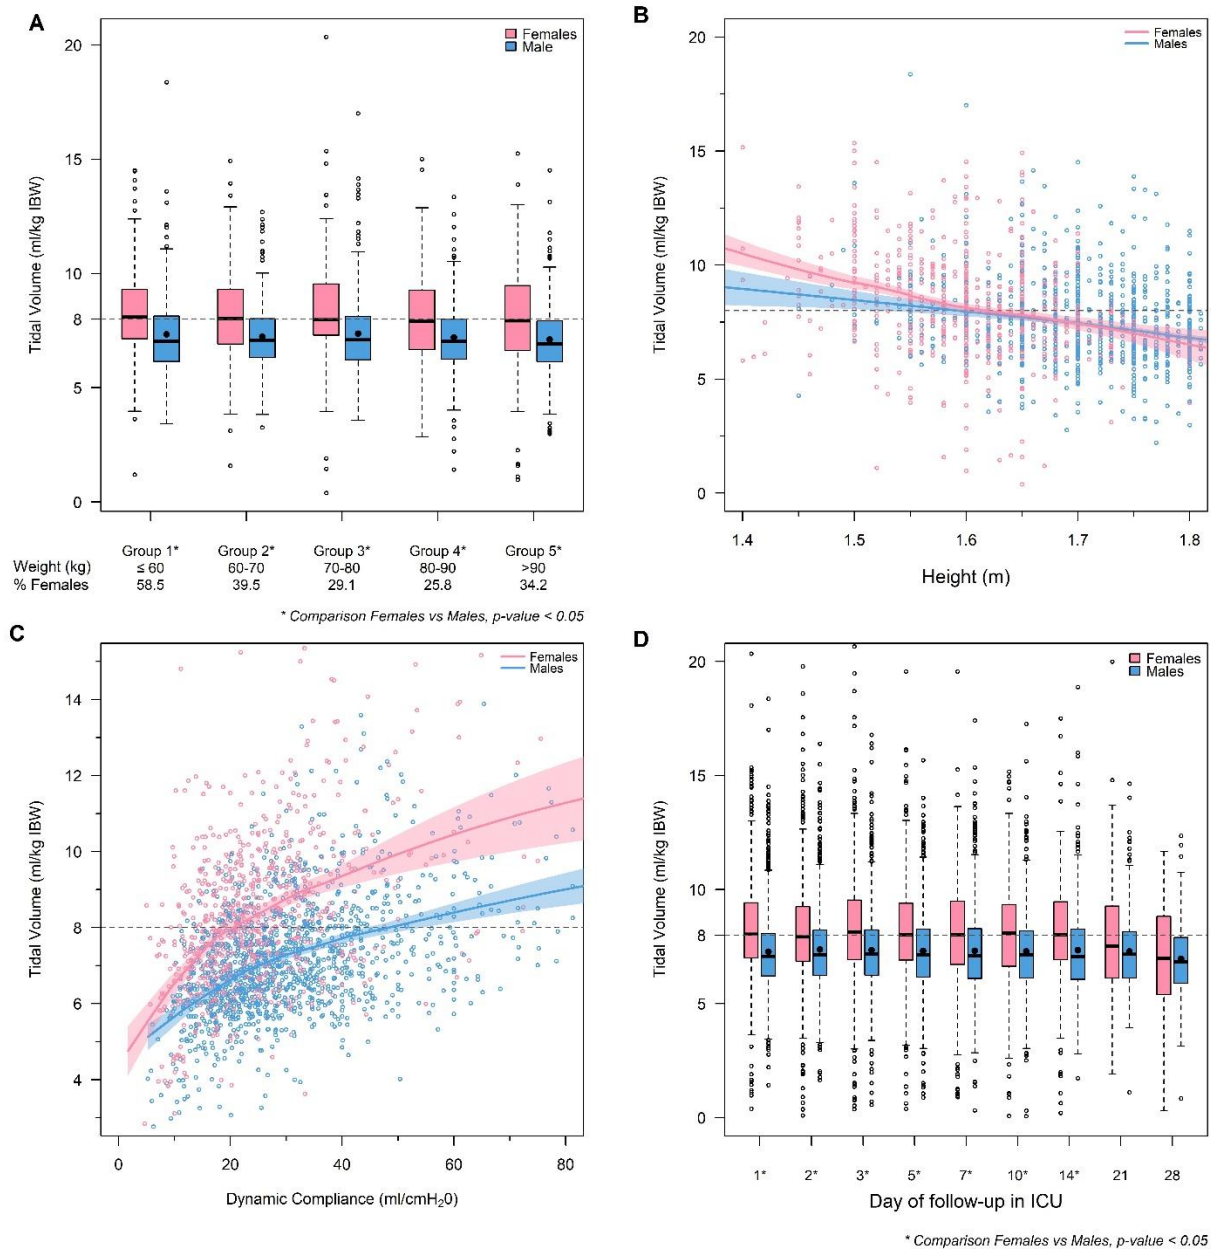 A
Females
Male
20
15
10
8
5
0
Tidal Volume (ml/kg IBW)
Group 1* Group 2* Group 3* Group 4* Group 5*
Weight (kg) ≤ 60 60-70 70-80 80-90 >90
% Females 58.5 39.5 29.1 25.8 34.2
* Comparison Females vs Males, p-value < 0.05
B
Females
Males
20
15
10
8
5
0
Tidal Volume (ml/kg IBW)
1.4 1.5 1.6 1.7 1.8
Height (m)
C
Females
Males
14
12
10
8
6
4
Tidal Volume (ml/kg IBW)
0 20 40 60 80
Dynamic Compliance (ml/cmH₂0)
D
Females
Males
20
15
10
8
5
0
Tidal Volume (ml/kg IBW)
1* 2* 3* 5* 7* 10* 14* 21 28
Day of follow-up in ICU
* Comparison Females vs Males, p-value < 0.05